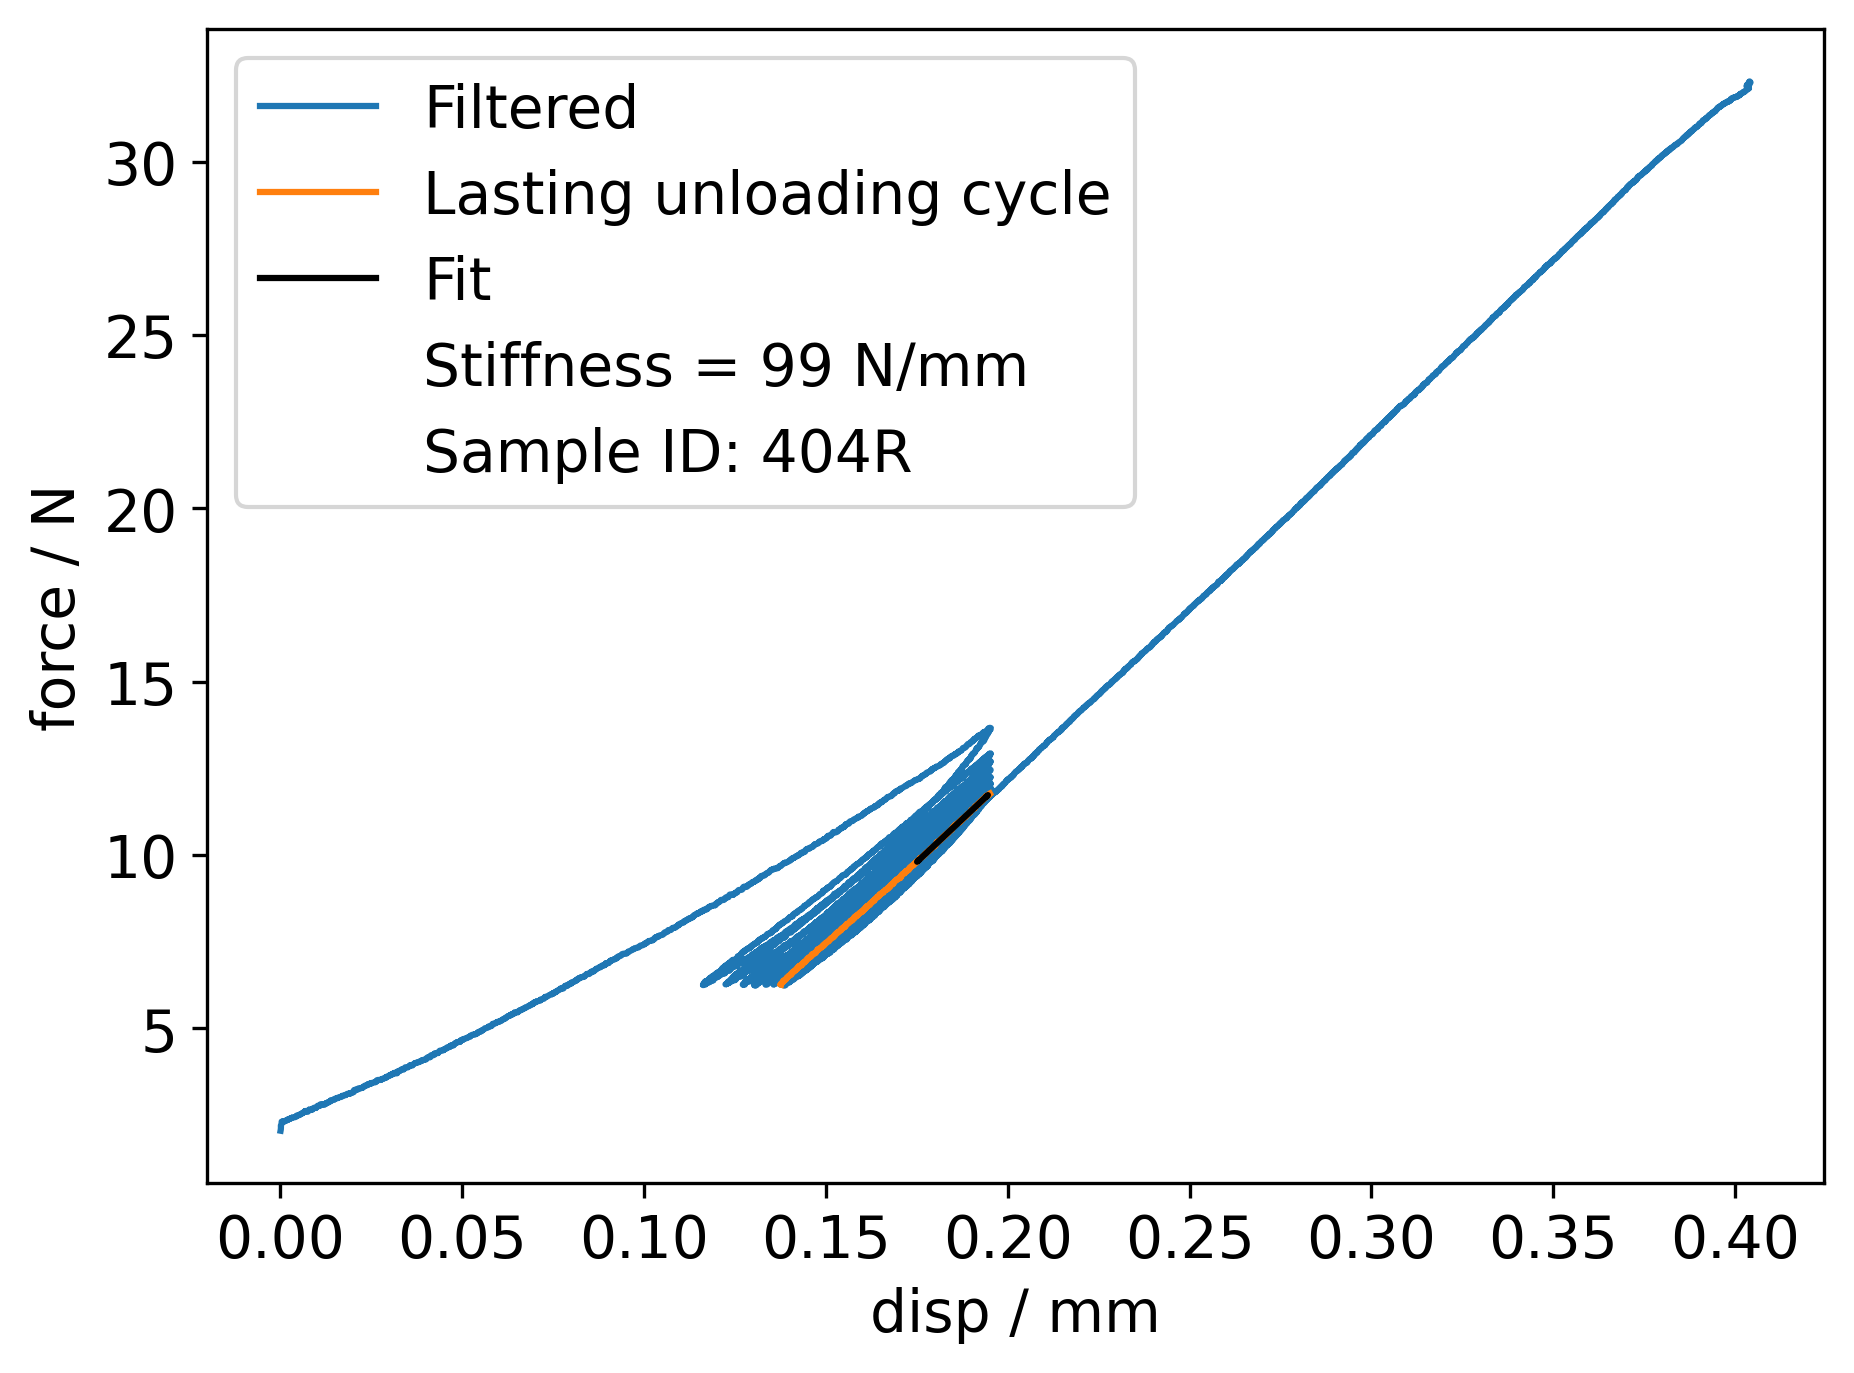 Filtered
Lasting unloading cycle
Fit
Stiffness = 99 N/mm
Sample ID: 404R
force / N
30
25
20
15
10
5
0.00 0.05 0.10 0.15 0.20 0.25 0.30 0.35 0.40
disp / mm